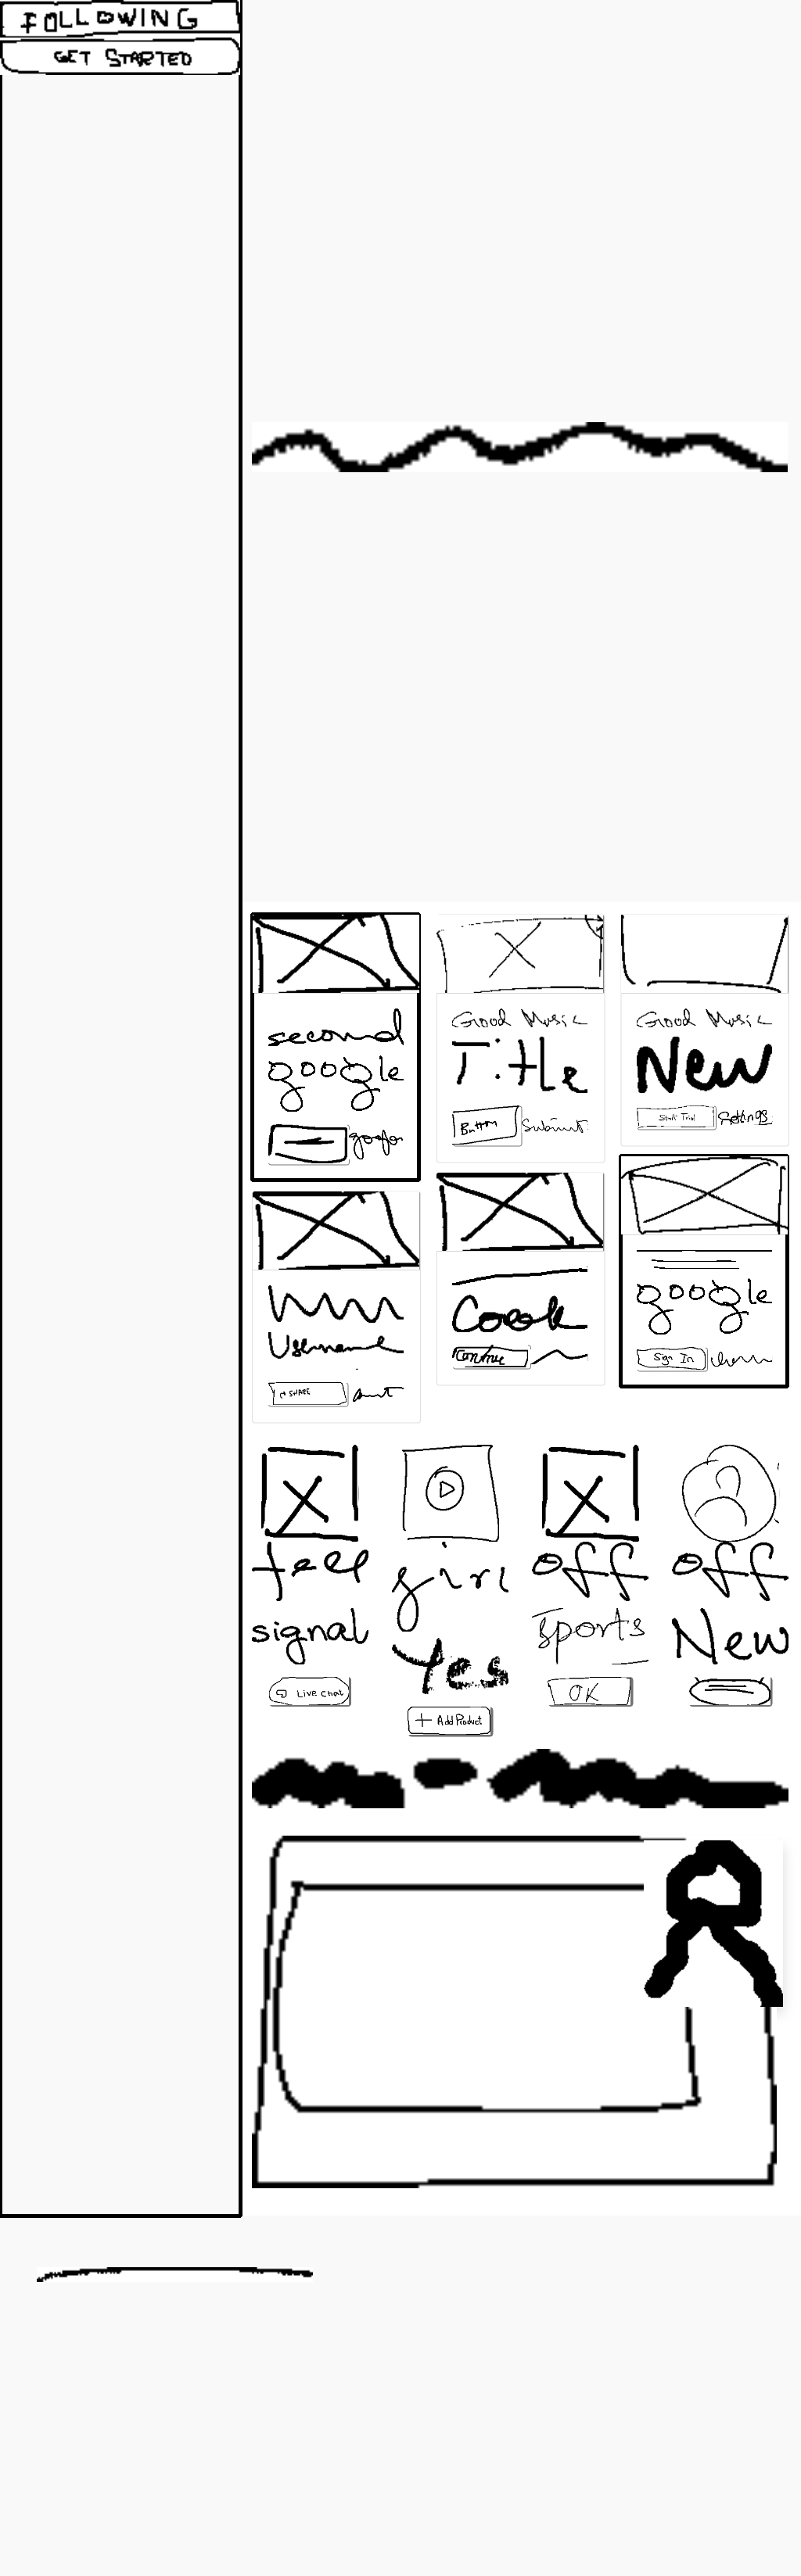 FOLLOWING
GET STARTED
second
google
Good Music
Title
Button Submit
Good Music
New
Start Trial Settings
Username
SHARE
Cook
Continue
google
Sign In
feel
signal
Live Chat
girl
Yes
+ Add Product
off
sports
OK
off
New